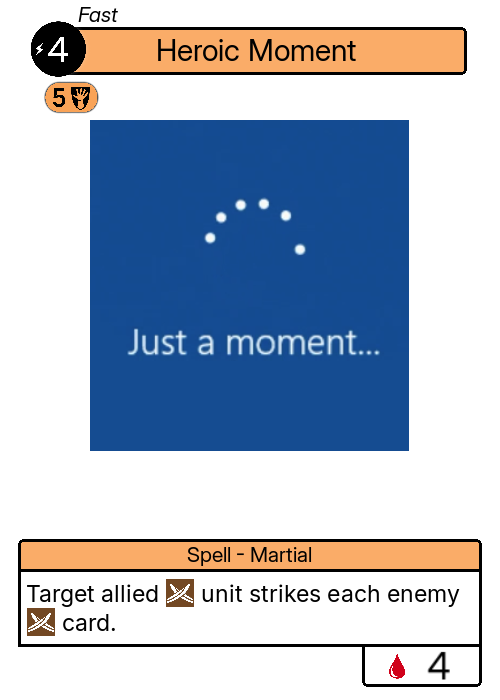 Fast
4
Heroic Moment
5
Just a moment...
Spell - Martial
Target allied unit strikes each enemy
card.
4